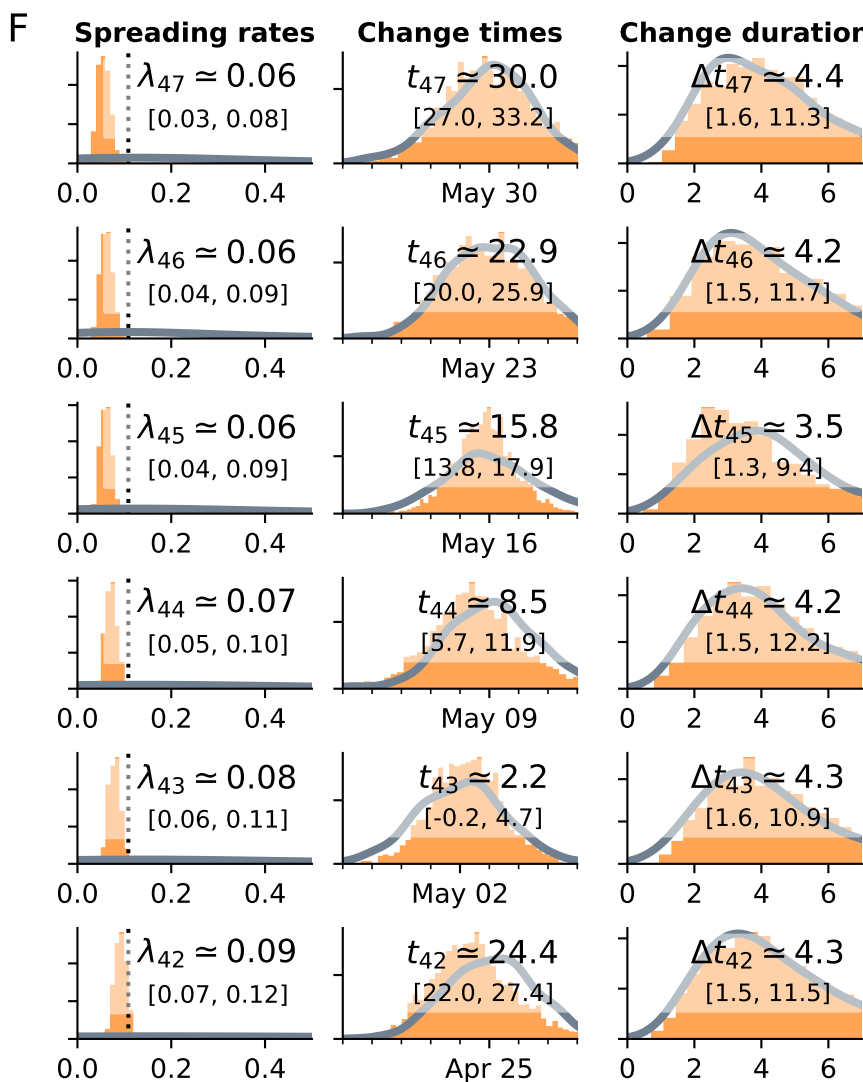 F
Spreading rates Change times Change duration
λ47 ≃ 0.06 t47 ≃ 30.0 Δt47 ≃ 4.4
[0.03, 0.08] [27.0, 33.2] [1.6, 11.3]
0.0 0.2 0.4 May 30 0 2 4 6
λ46 ≃ 0.06 t46 ≃ 22.9 Δt46 ≃ 4.2
[0.04, 0.09] [20.0, 25.9] [1.5, 11.7]
0.0 0.2 0.4 May 23 0 2 4 6
λ45 ≃ 0.06 t45 ≃ 15.8 Δt45 ≃ 3.5
[0.04, 0.09] [13.8, 17.9] [1.3, 9.4]
0.0 0.2 0.4 May 16 0 2 4 6
λ44 ≃ 0.07 t44 ≃ 8.5 Δt44 ≃ 4.2
[0.05, 0.10] [5.7, 11.9] [1.5, 12.2]
0.0 0.2 0.4 May 09 0 2 4 6
λ43 ≃ 0.08 t43 ≃ 2.2 Δt43 ≃ 4.3
[0.06, 0.11] [-0.2, 4.7] [1.6, 10.9]
0.0 0.2 0.4 May 02 0 2 4 6
λ42 ≃ 0.09 t42 ≃ 24.4 Δt42 ≃ 4.3
[0.07, 0.12] [22.0, 27.4] [1.5, 11.5]
0.0 0.2 0.4 Apr 25 0 2 4 6